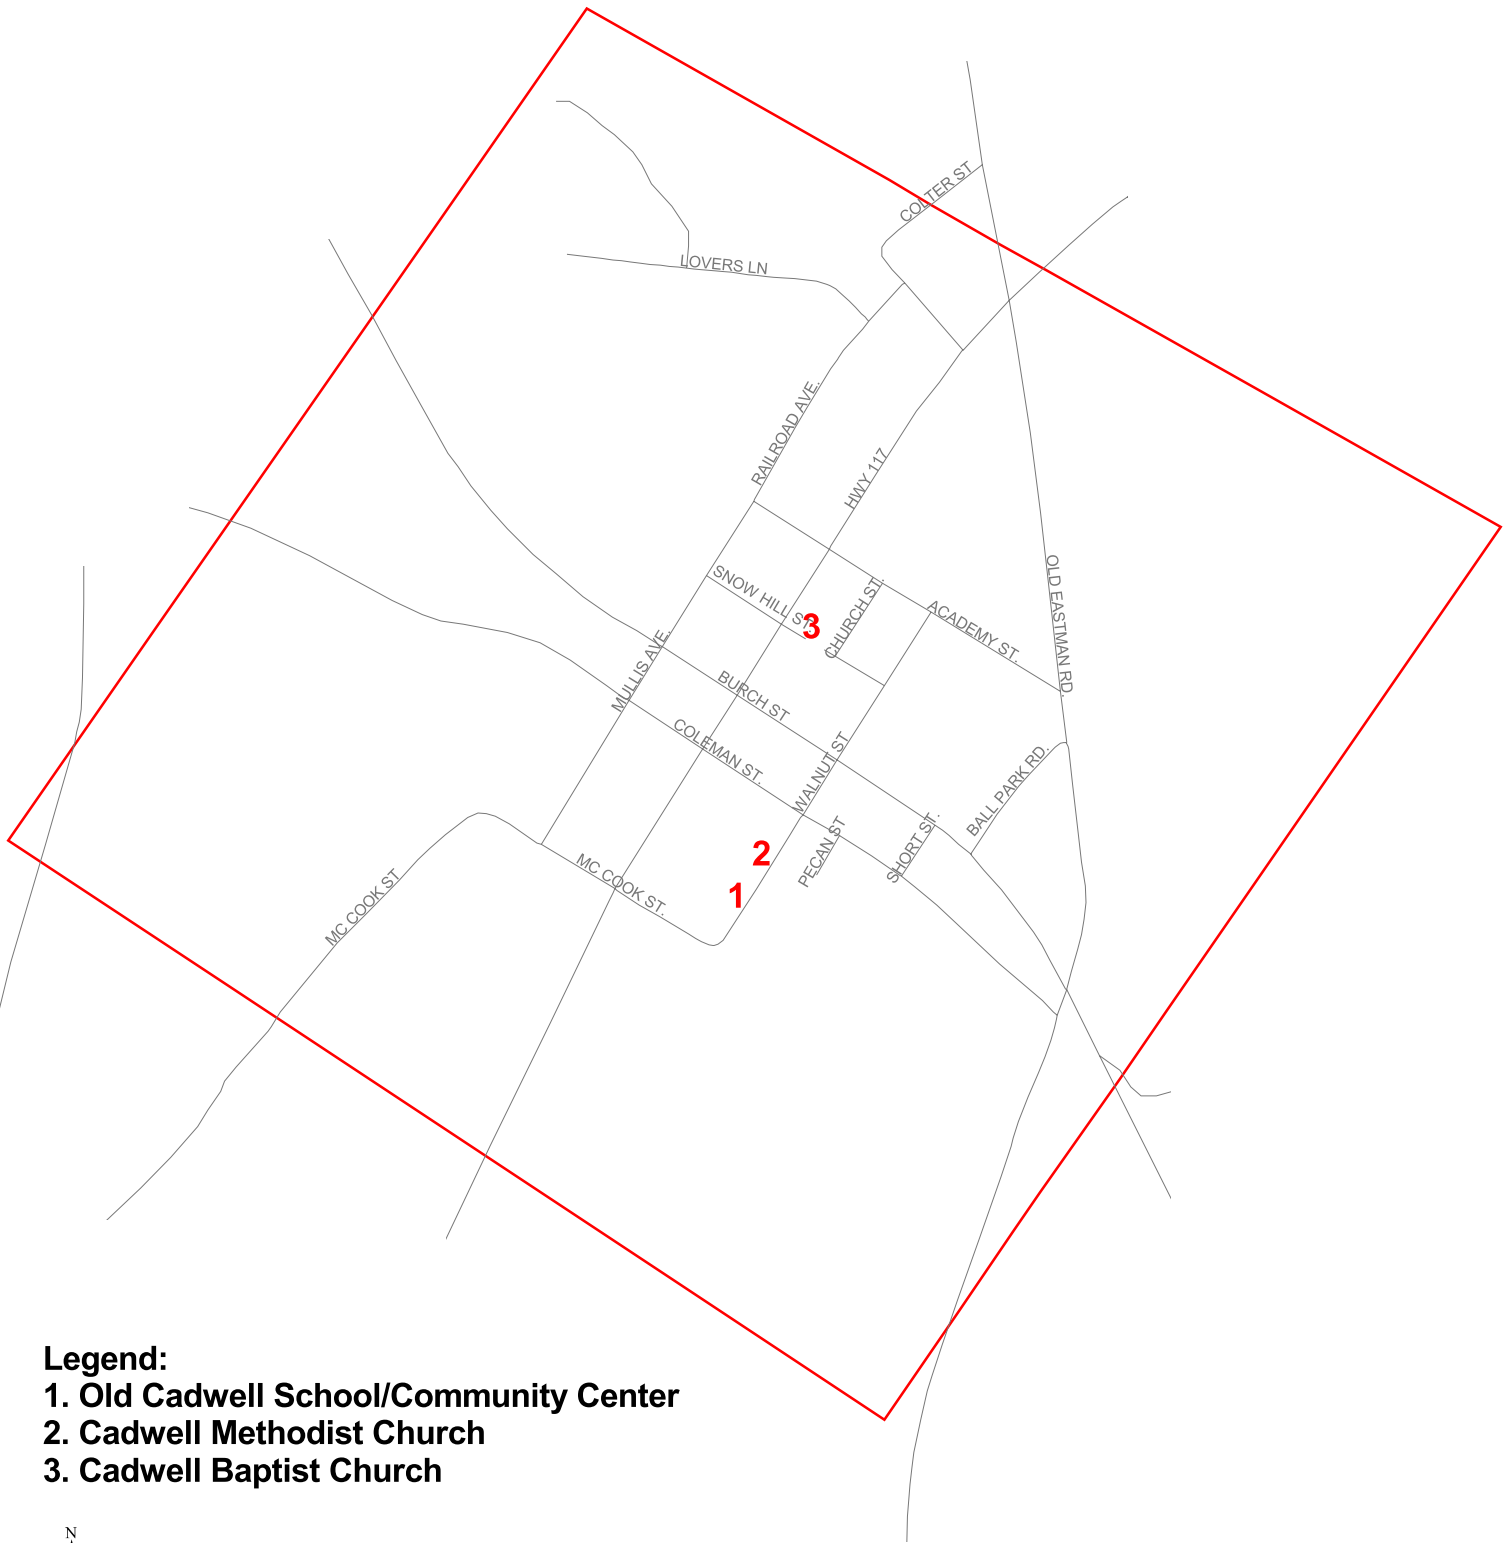 COLTER ST
LOVERS LN
RAILROAD AVE.
HWY 117
SNOW HILL ST.
3
CHURCH ST.
ACADEMY ST.
OLD EASTMAN RD.
MULLIS AVE.
BURCH ST
COLEMAN ST.
WALNUT ST
BALL PARK RD.
PECAN ST
SHORT ST.
2
1
MC COOK ST.
MC COOK ST
Legend:
1. Old Cadwell School/Community Center
2. Cadwell Methodist Church
3. Cadwell Baptist Church
N